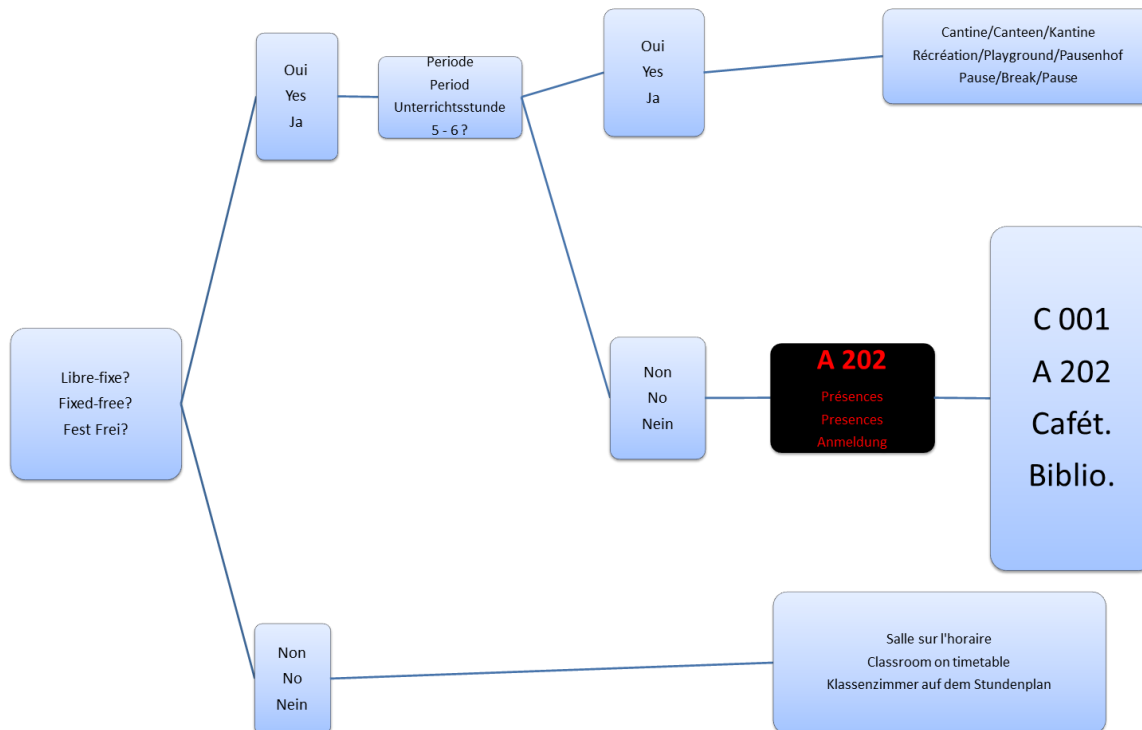 Oui
Yes
Ja
Periode
Period
Unterrichtsstunde
5 - 6 ?
Oui
Yes
Ja
Cantine/Canteen/Kantine
Récréation/Playground/Pausenhof
Pause/Break/Pause
Libre-fixe?
Fixed-free?
Fest Frei?
Non
No
Nein
A 202
Présences
Presences
Anmeldung
C 001
A 202
Cafét.
Biblio.
Non
No
Nein
Salle sur l'horaire
Classroom on timetable
Klassenzimmer auf dem Stundenplan